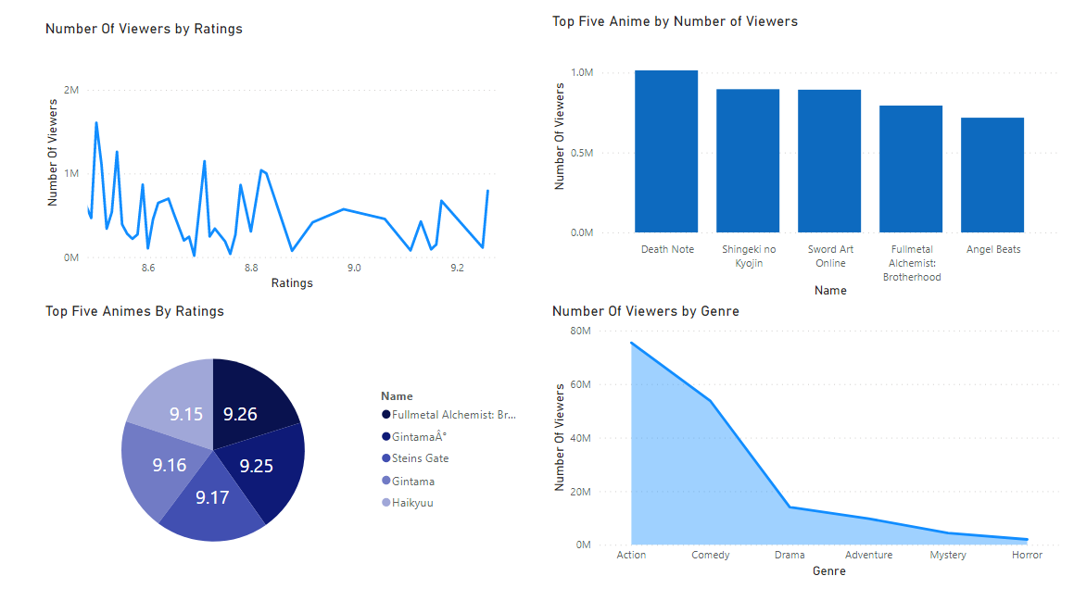 Number Of Viewers by Ratings
Number Of Viewers
2M
1M
0M
8.6
8.8
9.0
9.2
Ratings
Top Five Anime by Number of Viewers
Number Of Viewers
1.0M
0.5M
0.0M
Death Note
Shingeki no
Kyojin
Sword Art
Online
Fullmetal
Alchemist:
Brotherhood
Angel Beats
Name
Top Five Animes By Ratings
9.15
9.26
9.16
9.25
9.17
Name
Fullmetal Alchemist: Br...
GintamaÂ°
Steins Gate
Gintama
Haikyuu
Number Of Viewers by Genre
Number Of Viewers
80M
60M
40M
20M
0M
Action
Comedy
Drama
Adventure
Mystery
Horror
Genre